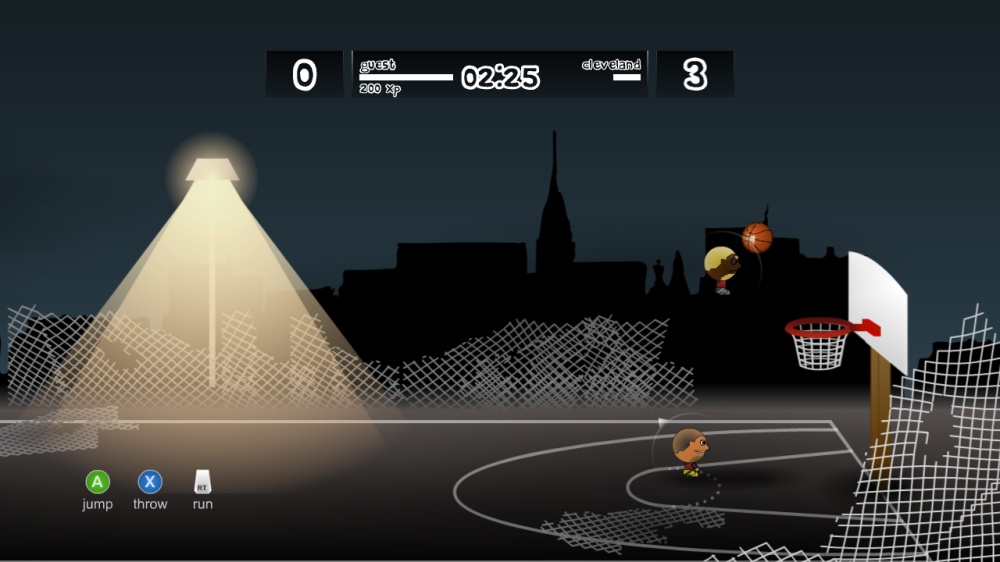 0
guest
200 Xp
02:25
cleveland
3
A
jump
X
throw
RT
run